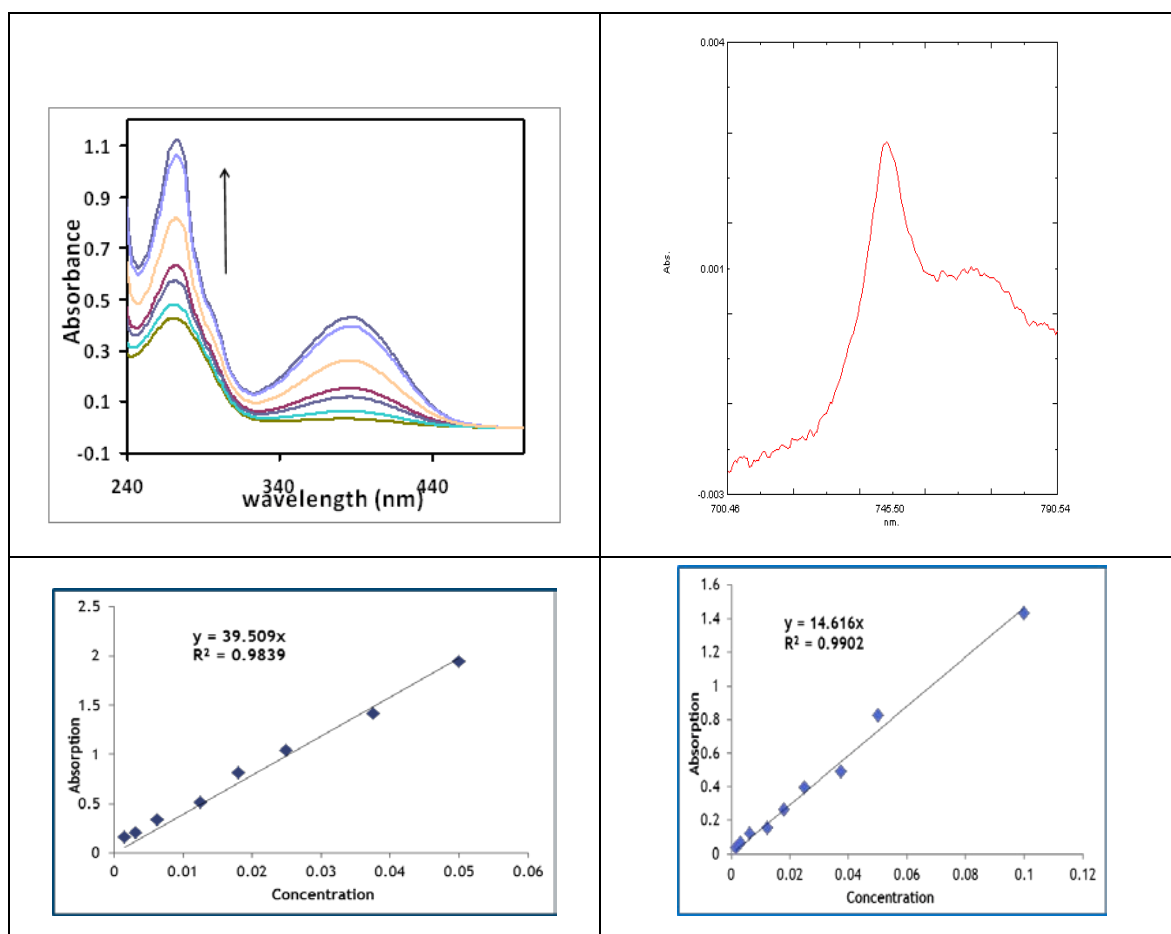 1.1
0.9
0.7
0.5
0.3
0.1
-0.1
Absorbance
240 340 440
wavelength (nm)
0.004
0.001
-0.003
Abs.
700.46 746.50 790.54
nm.
2.5
2
1.5
1
0.5
0
Absorption
y = 39.509x
R² = 0.9839
0 0.01 0.02 0.03 0.04 0.05 0.06
Concentration
1.6
1.4
1.2
1
0.8
0.6
0.4
0.2
0
Absorption
y = 14.616x
R² = 0.9902
0 0.02 0.04 0.06 0.08 0.1 0.12
Concentration